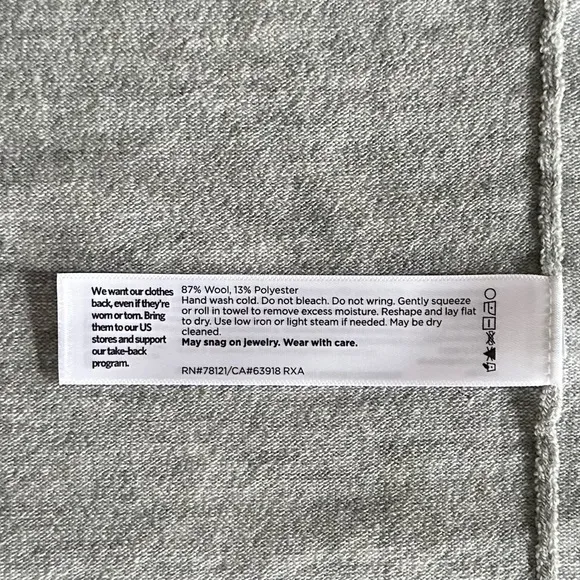 We want our clothes
back, even if they're
worn or torn. Bring
them to our US
stores and support
our take-back
program.
87% Wool, 13% Polyester
Hand wash cold. Do not bleach. Do not wring. Gently squeeze
or roll in towel to remove excess moisture. Reshape and lay flat
to dry. Use low iron or light steam if needed. May be dry
cleaned.
May snag on jewelry. Wear with care.
RN#78121/CA#63918 RXA